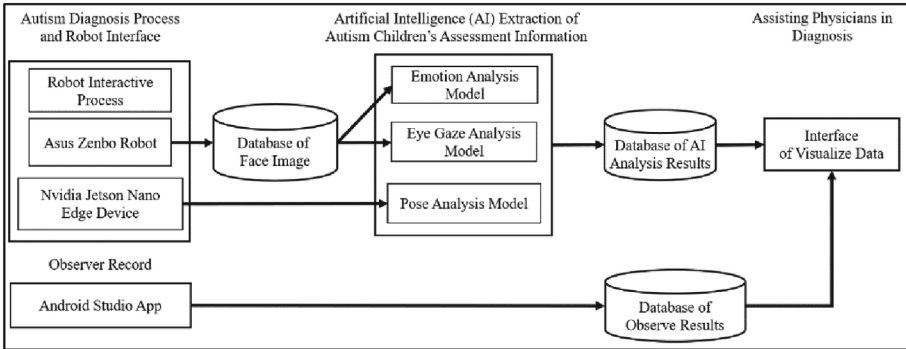 Autism Diagnosis Process
and Robot Interface
Artificial Intelligence (AI) Extraction of
Autism Children's Assessment Information
Assisting Physicians in
Diagnosis
Robot Interactive
Process
Asus Zenbo Robot
Nvidia Jetson Nano
Edge Device
Database of
Face Image
Emotion Analysis
Model
Eye Gaze Analysis
Model
Pose Analysis Model
Database of AI
Analysis Results
Interface
of Visualize Data
Observer Record
Android Studio App
Database of
Observe Results